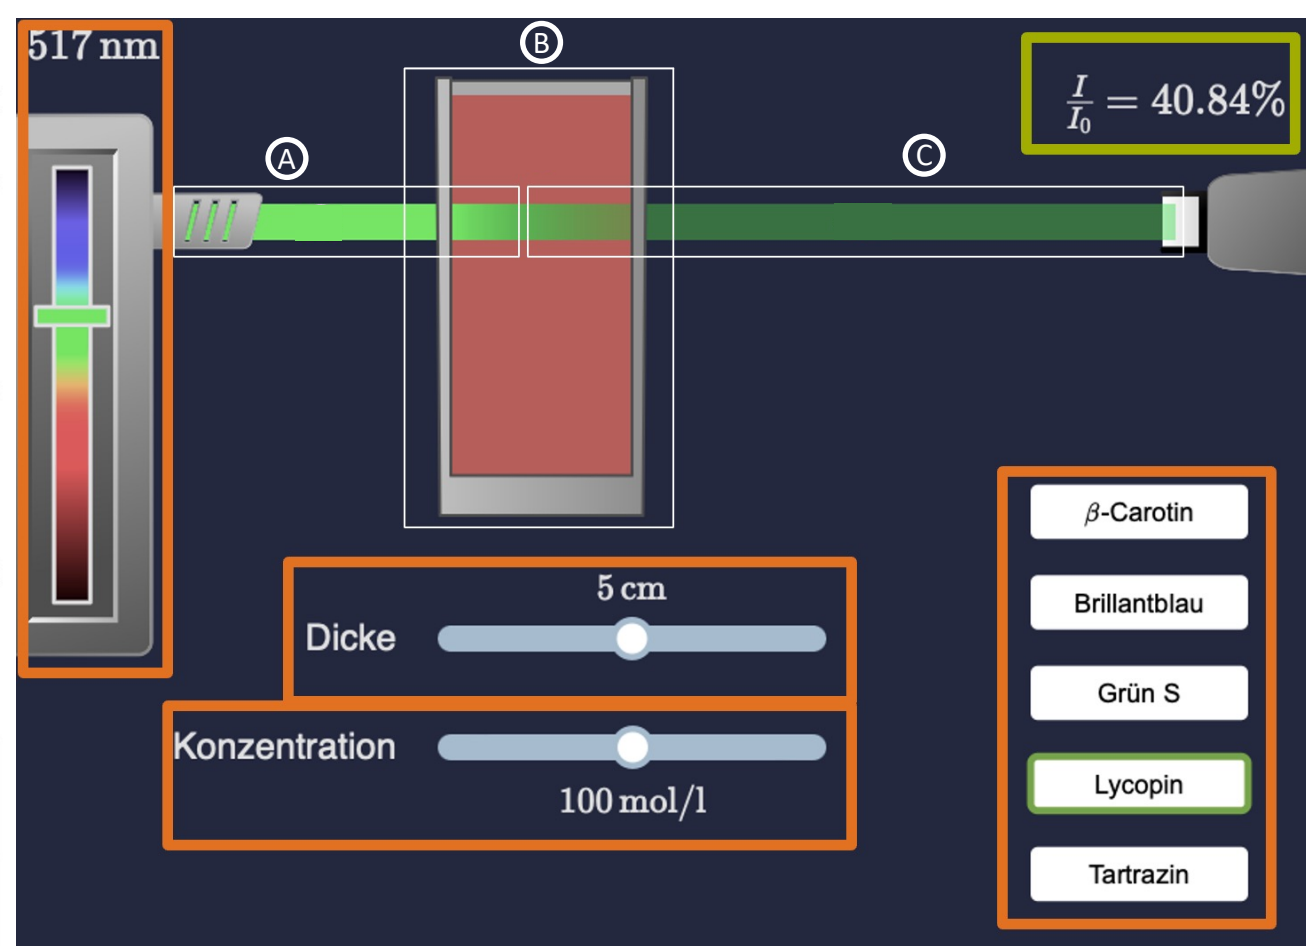 517 nm
B
I/I₀ = 40.84%
A
C
5 cm
Dicke
Konzentration
100 mol/l
β-Carotin
Brillantblau
Grün S
Lycopin
Tartrazin